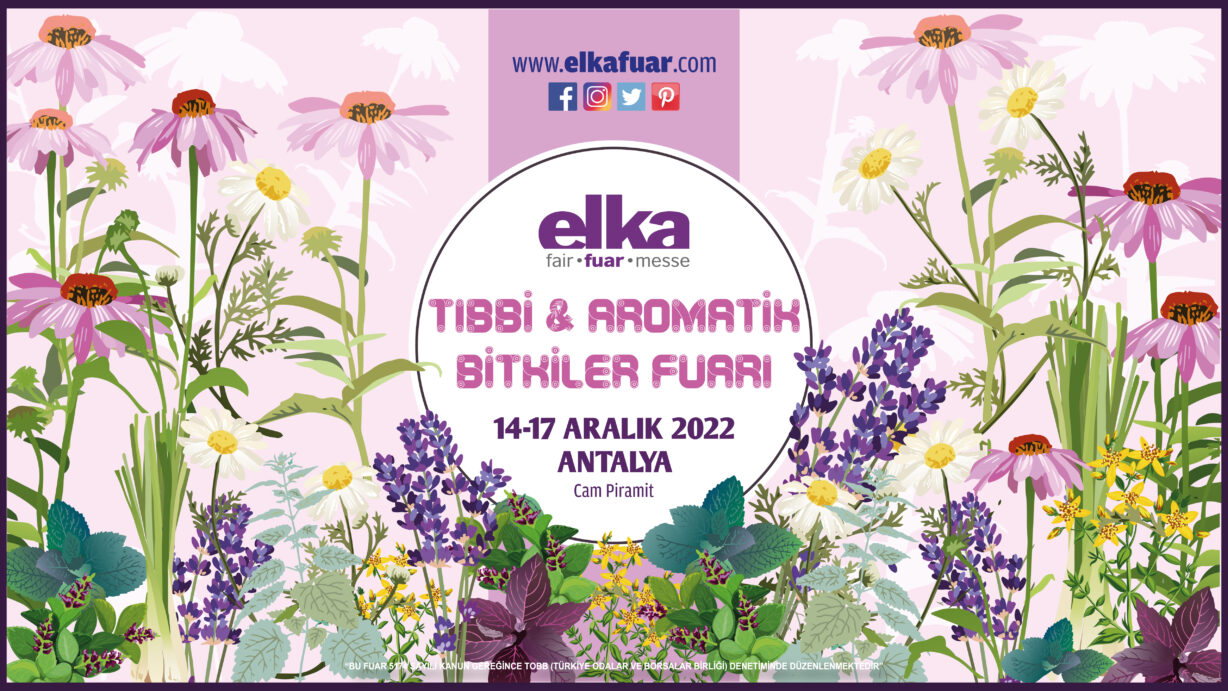 www.elkafuar.com
elka
fair • fuar • messe
TIBBİ & AROMATİK
BİTKİLER FUARI
14-17 ARALIK 2022
ANTALYA
Cam Piramit
"BU FUAR 5174 SAYILI KANUN GEREĞİNCE TOBB (TÜRKİYE ODALAR VE BORSALAR BİRLİĞİ) DENETİMİNDE DÜZENLENMEKTEDİR"